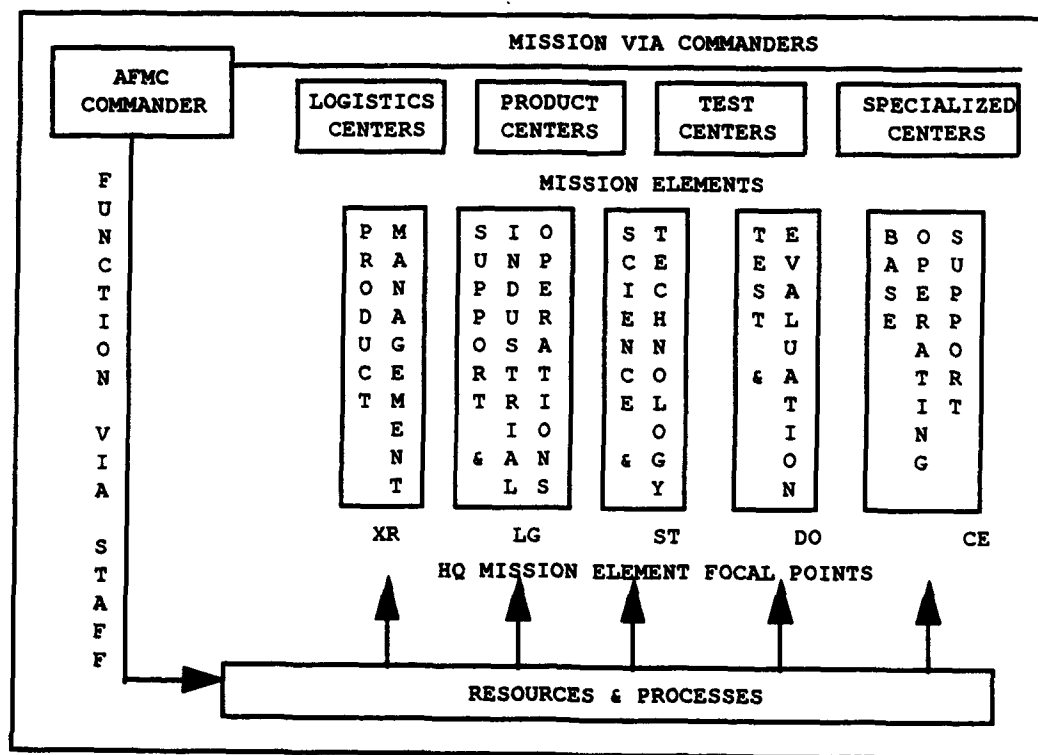 MISSION VIA COMMANDERS
AFMC
COMMANDER
LOGISTICS
CENTERS
PRODUCT
CENTERS
TEST
CENTERS
SPECIALIZED
CENTERS
FUNCTION VIA STAFF
MISSION ELEMENTS
PRODUCT
MANAGEMENT
SUPPORT &
INDUSTRIAL
OPERATIONS
SCIENCE &
TECHNOLOGY
TEST &
EVALUATION
BASE
OPERATING
SUPPORT
XR
LG
ST
DO
CE
HQ MISSION ELEMENT FOCAL POINTS
RESOURCES & PROCESSES